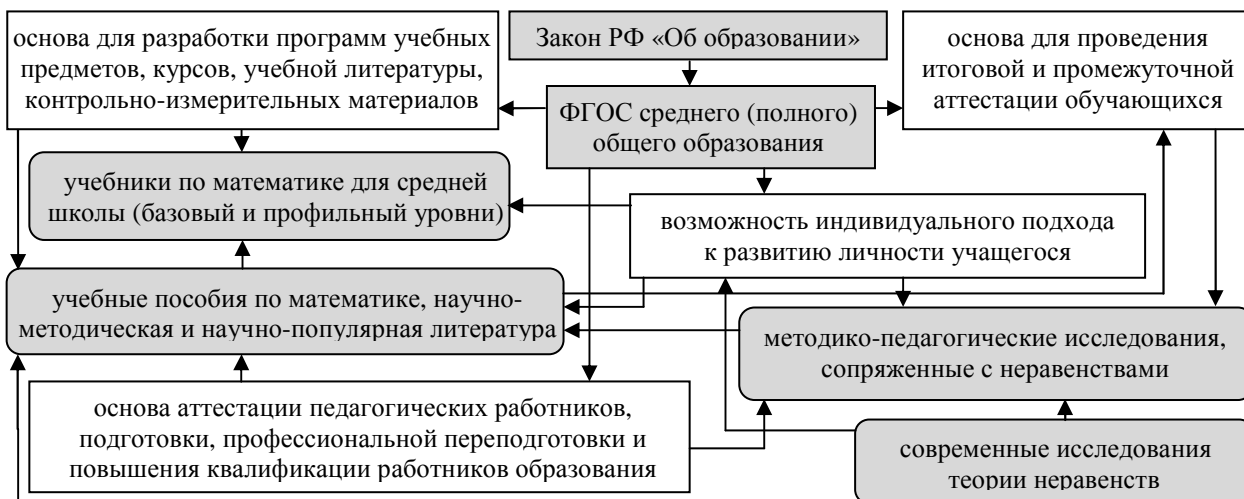 основа для разработки программ учебных
предметов, курсов, учебной литературы,
контрольно-измерительных материалов
Закон РФ «Об образовании»
основа для проведения
итоговой и промежуточной
аттестации обучающихся
ФГОС среднего (полного)
общего образования
учебники по математике для средней
школы (базовый и профильный уровни)
возможность индивидуального подхода
к развитию личности учащегося
учебные пособия по математике, научно-
методическая и научно-популярная литература
методико-педагогические исследования,
сопряженные с неравенствами
основа аттестации педагогических работников,
подготовки, профессиональной переподготовки и
повышения квалификации работников образования
современные исследования
теории неравенств